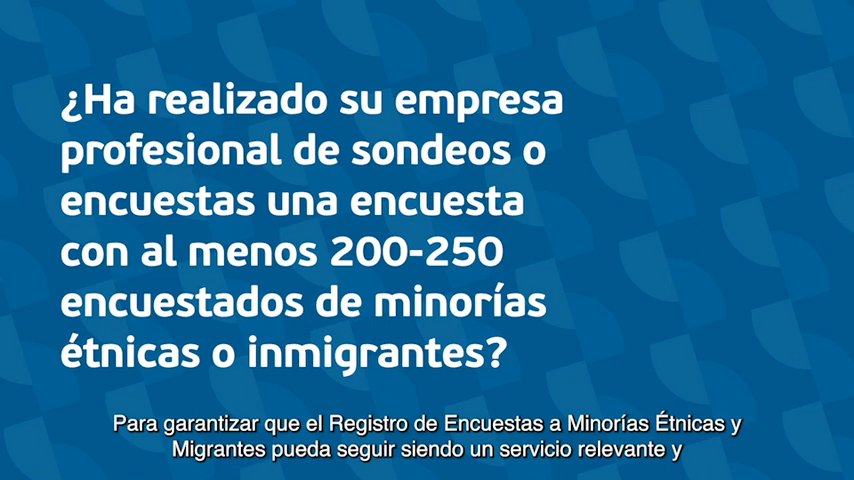 ¿Ha realizado su empresa
profesional de sondeos o
encuestas una encuesta
con al menos 200-250
encuestados de minorías
étnicas o inmigrantes?
Para garantizar que el Registro de Encuestas a Minorías Étnicas y
Migrantes pueda seguir siendo un servicio relevante y